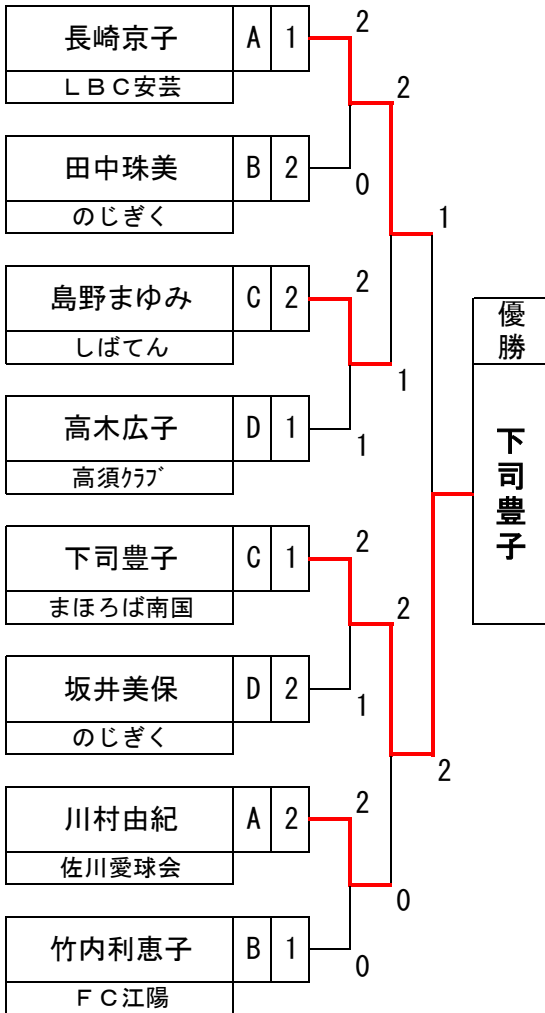 長崎京子 A 1 2
ＬＢＣ安芸 2
田中珠美 B 2 0
のじぎく 1
島野まゆみ C 2 2
しばてん 1
高木広子 D 1 1
高須ｸﾗﾌﾞ
優勝
下司豊子
下司豊子 C 1 2
まほろば南国 2
坂井美保 D 2 1
のじぎく 2
川村由紀 A 2 2
佐川愛球会 0
竹内利恵子 B 1 0
ＦＣ江陽